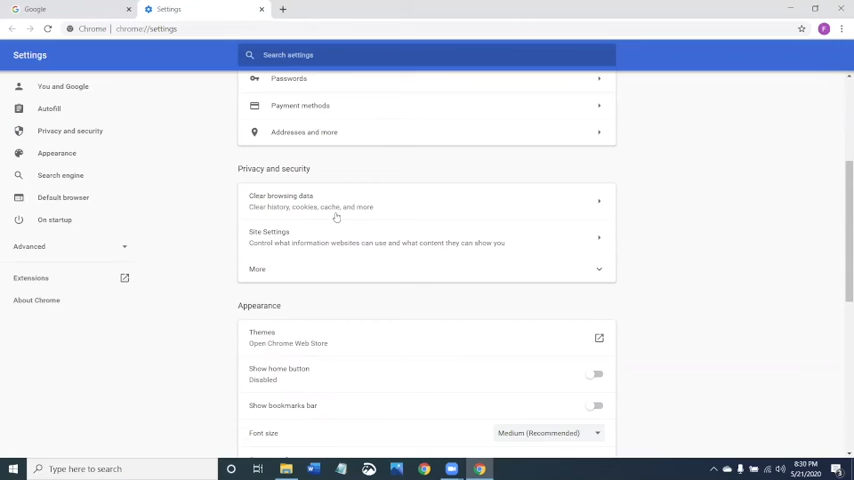 Google
Settings
Chrome
chrome://settings
F
Settings
Search settings
You and Google
Autofill
Privacy and security
Appearance
Search engine
Default browser
On startup
Advanced
Extensions
About Chrome
Passwords
Payment methods
Addresses and more
Privacy and security
Clear browsing data
Clear history, cookies, cache, and more
Site Settings
Control what information websites can use and what content they can show you
More
Appearance
Themes
Open Chrome Web Store
Show home button
Disabled
Show bookmarks bar
Font size
Medium (Recommended)
Type here to search
8:30 PM
5/21/2020
3